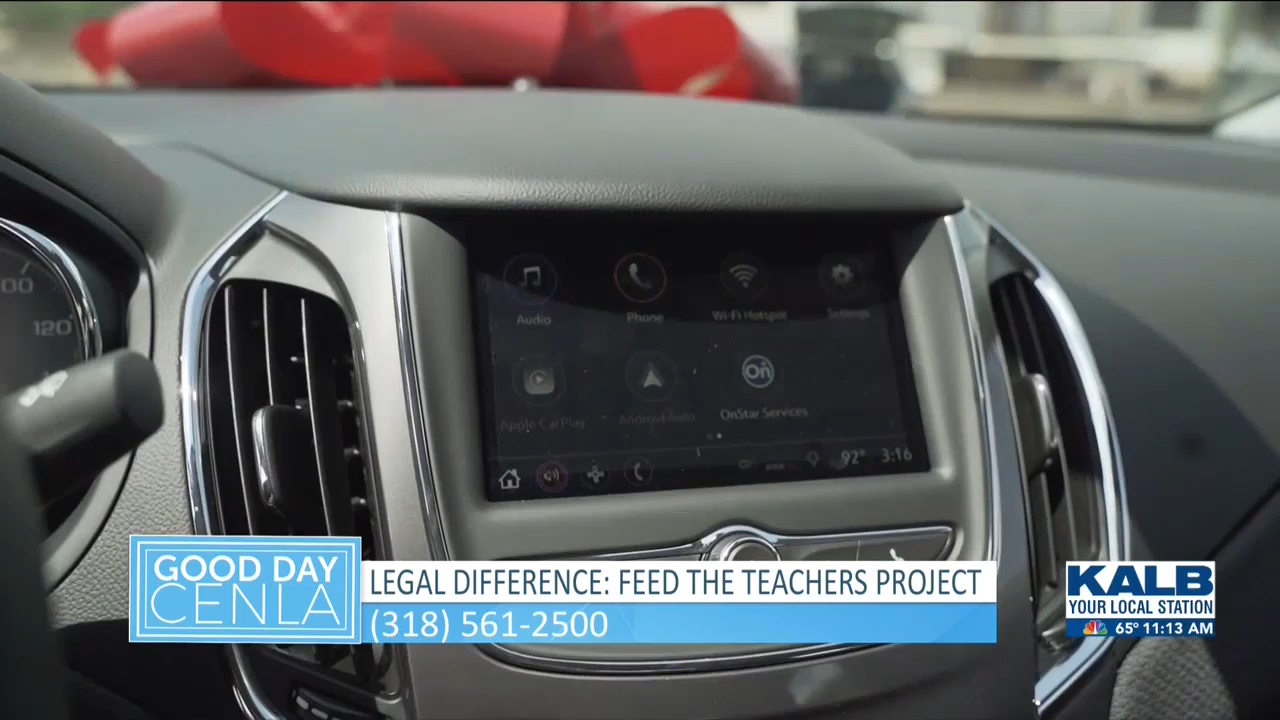 Audio
Phone
Wi-Fi Hotspot
Settings
120
Apple CarPlay
Android Auto
On
OnStar Services
92° 3:16
GOOD DAY
CENLA
LEGAL DIFFERENCE: FEED THE TEACHERS PROJECT
(318) 561-2500
KALB
YOUR LOCAL STATION
65° 11:13 AM